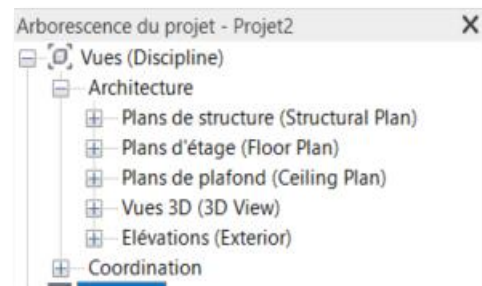 Arborescence du projet - Projet2
Vues (Discipline)
Architecture
Plans de structure (Structural Plan)
Plans d'étage (Floor Plan)
Plans de plafond (Ceiling Plan)
Vues 3D (3D View)
Elévations (Exterior)
Coordination